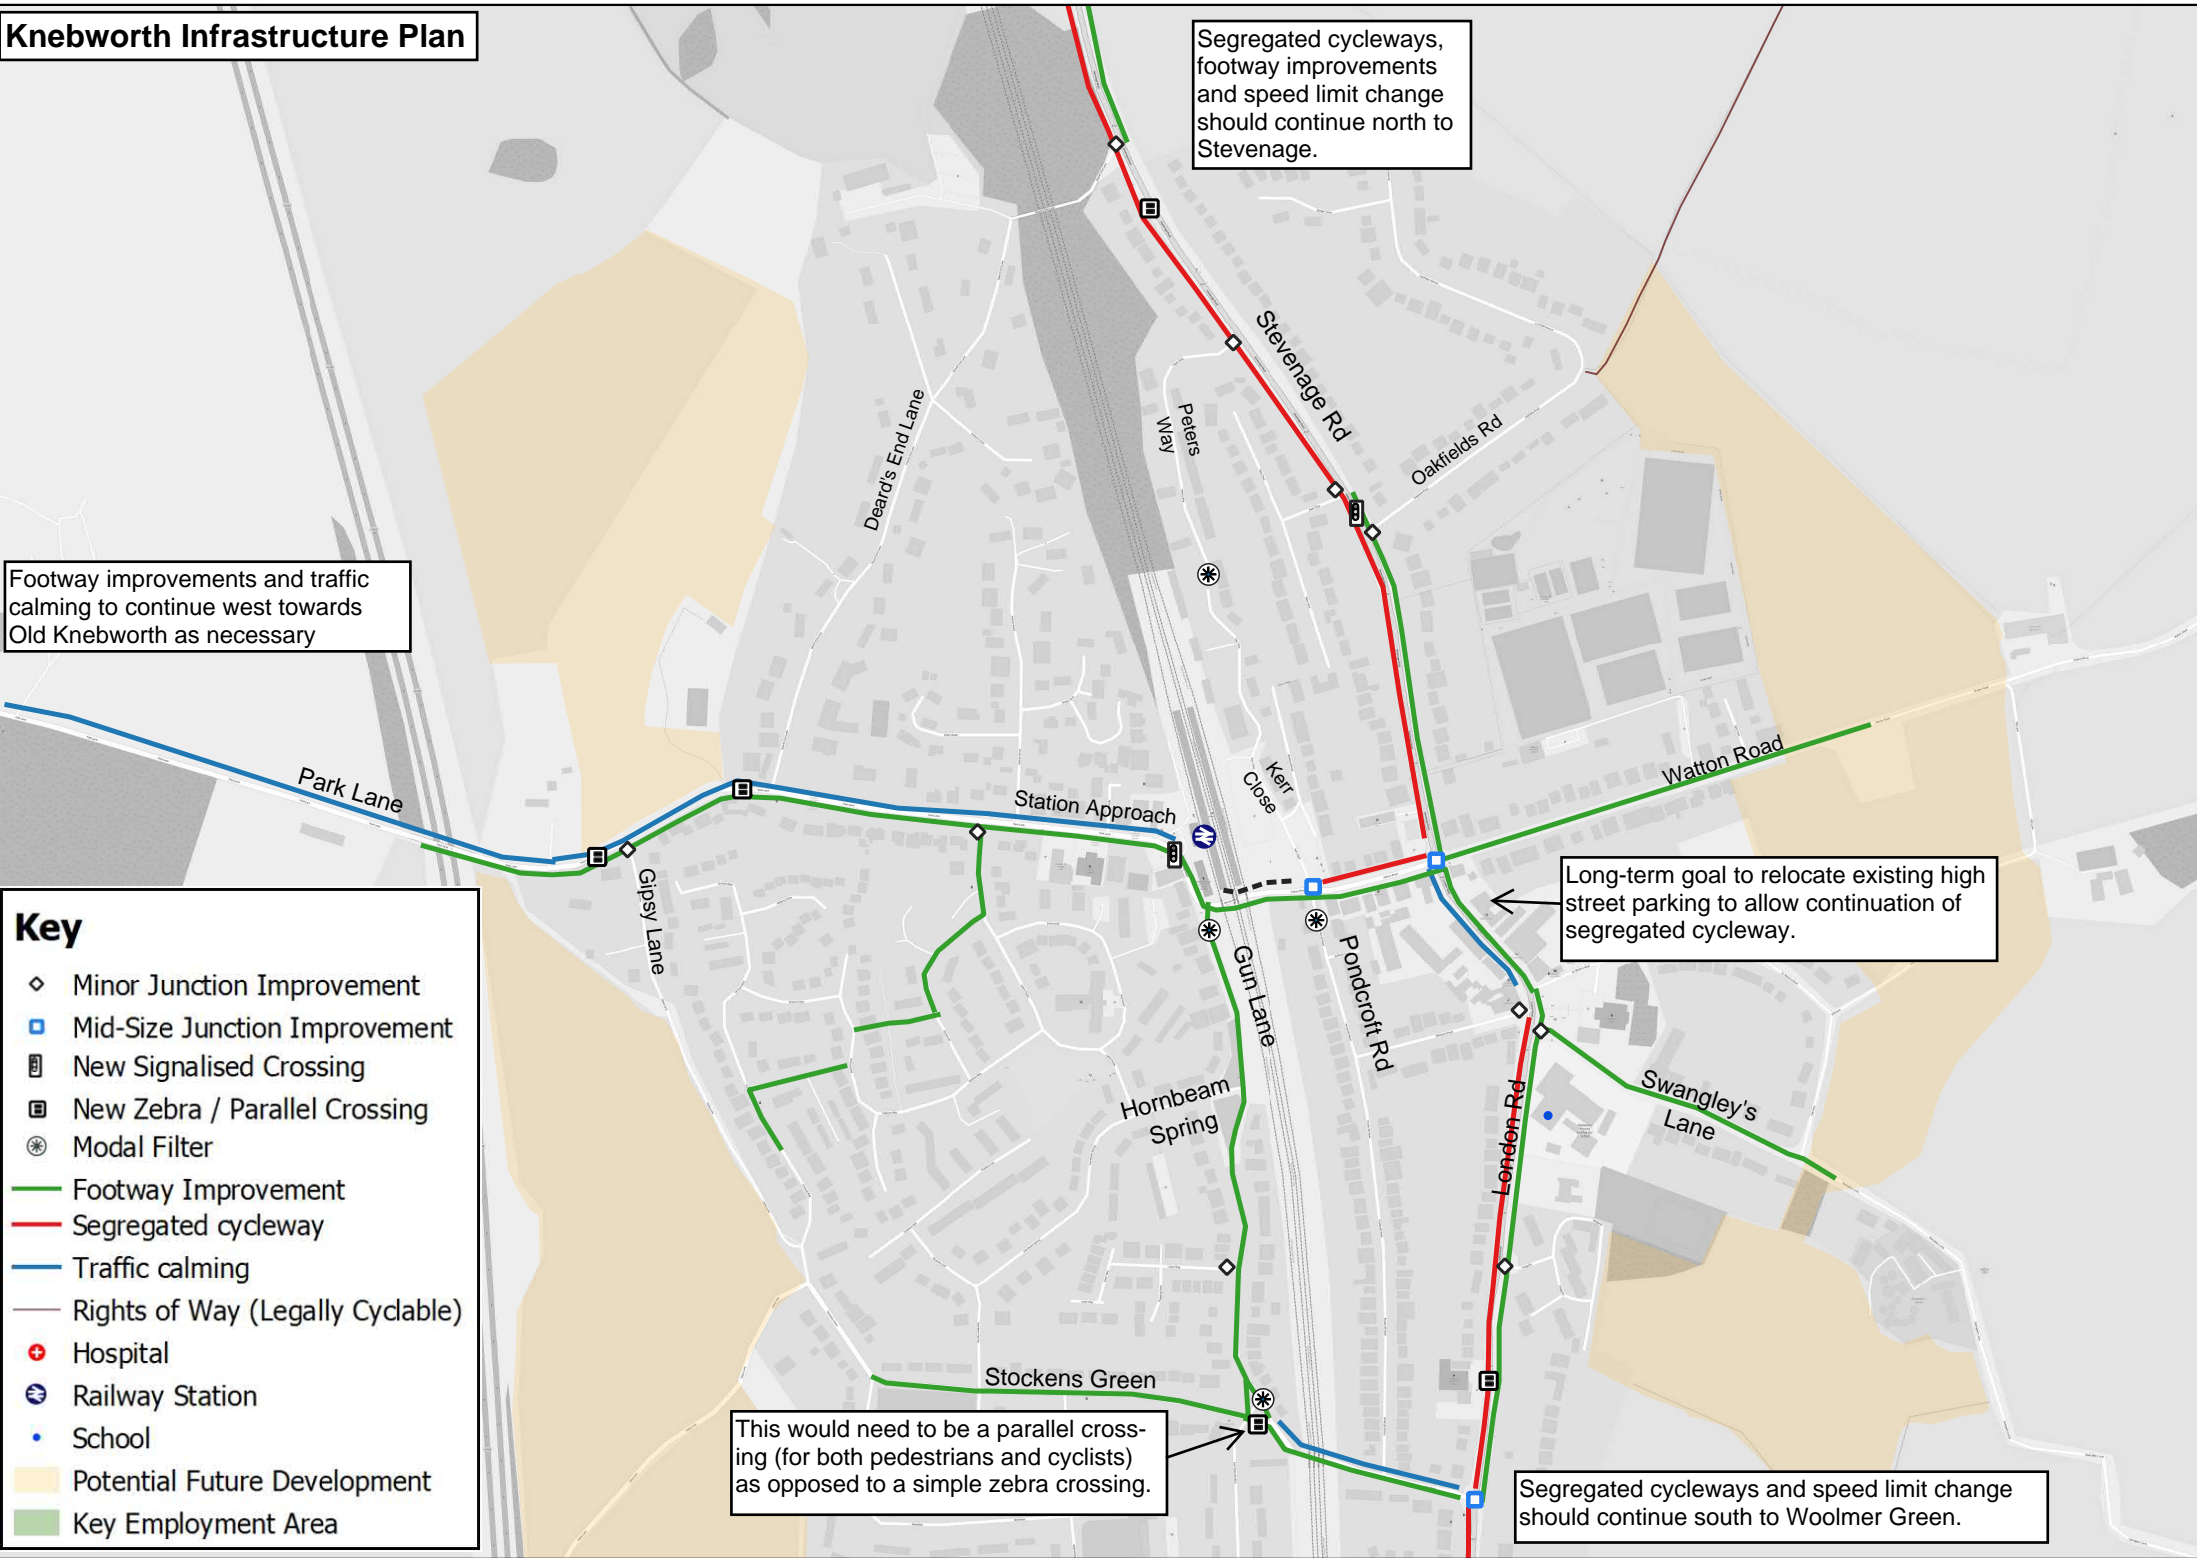 Knebworth Infrastructure Plan
Segregated cycleways,
footway improvements
and speed limit change
should continue north to
Stevenage.
Stevenage Rd
Peters
Way
Oakfields Rd
Deard's End Lane
Footway improvements and traffic
calming to continue west towards
Old Knebworth as necessary
Park Lane
Station Approach
Kerr
Close
Watton Road
Gipsy Lane
Gun Lane
Pondcroft Rd
Long-term goal to relocate existing high
street parking to allow continuation of
segregated cycleway.
Hornbeam
Spring
London Rd
Swangley's
Lane
Stockens Green
This would need to be a parallel cross-
ing (for both pedestrians and cyclists)
as opposed to a simple zebra crossing.
Segregated cycleways and speed limit change
should continue south to Woolmer Green.
Key
Minor Junction Improvement
Mid-Size Junction Improvement
New Signalised Crossing
New Zebra / Parallel Crossing
Modal Filter
Footway Improvement
Segregated cycleway
Traffic calming
Rights of Way (Legally Cyclable)
Hospital
Railway Station
School
Potential Future Development
Key Employment Area